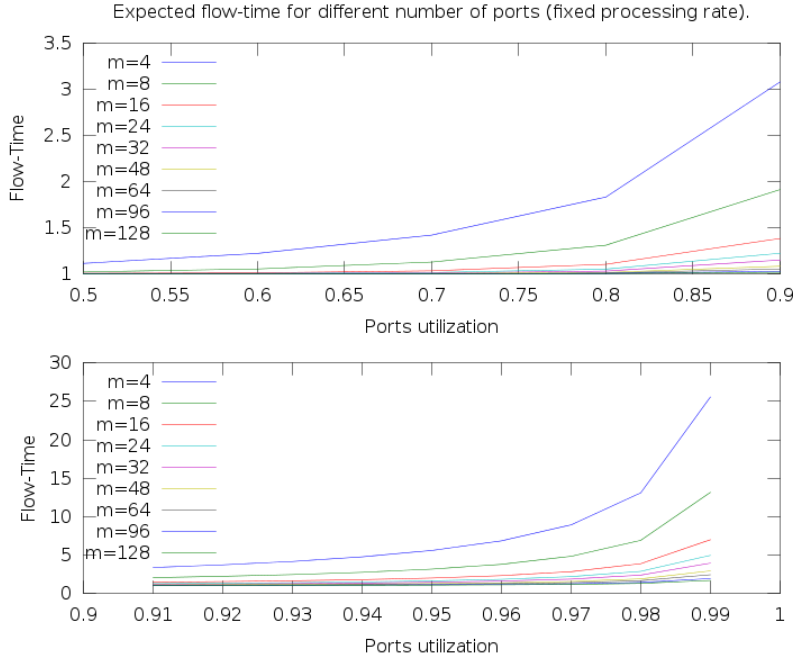 Expected flow-time for different number of ports (fixed processing rate).
3.5
3
2.5
2
1.5
1
Flow-Time
m=4
m=8
m=16
m=24
m=32
m=48
m=64
m=96
m=128
0.5 0.55 0.6 0.65 0.7 0.75 0.8 0.85 0.9
Ports utilization
30
25
20
15
10
5
0
Flow-Time
m=4
m=8
m=16
m=24
m=32
m=48
m=64
m=96
m=128
0.9 0.91 0.92 0.93 0.94 0.95 0.96 0.97 0.98 0.99 1
Ports utilization